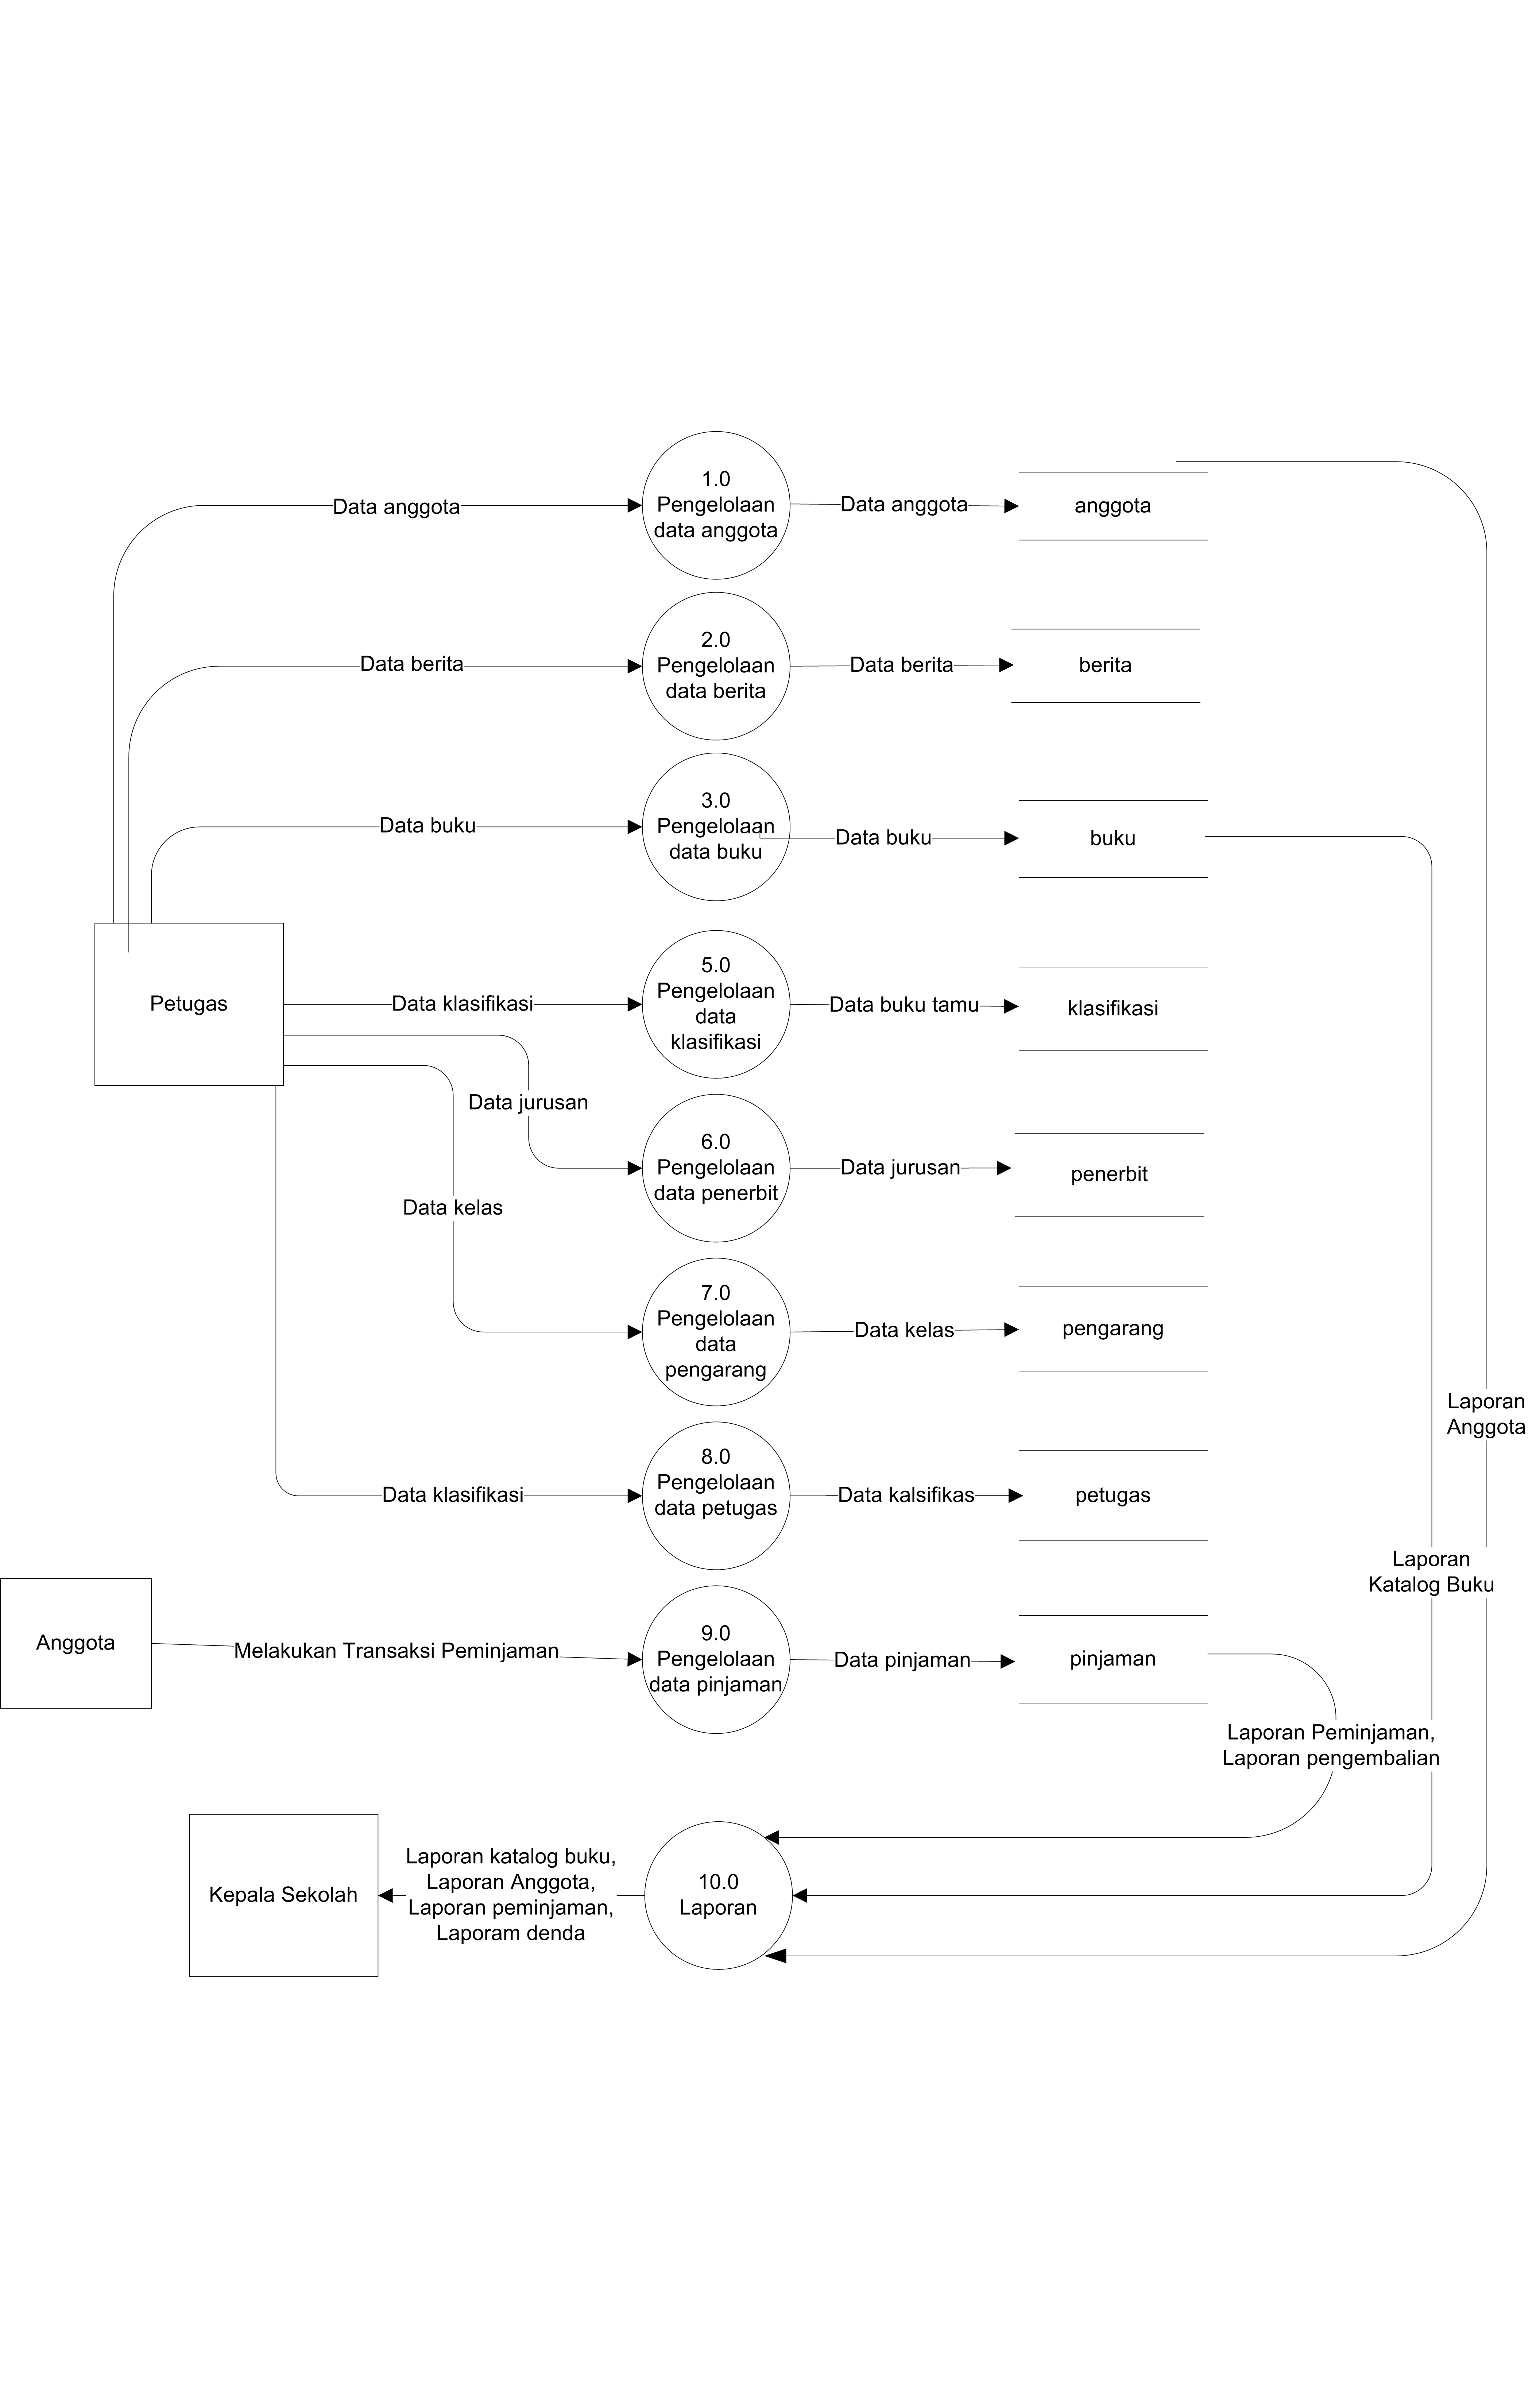 1.0
Pengelolaan
data anggota
Data anggota
Data anggota
anggota
2.0
Pengelolaan
data berita
Data berita
Data berita
berita
3.0
Pengelolaan
data buku
Data buku
Data buku
buku
Petugas
Data klasifikasi
5.0
Pengelolaan
data
klasifikasi
Data buku tamu
klasifikasi
Data jurusan
6.0
Pengelolaan
data penerbit
Data jurusan
penerbit
Data kelas
7.0
Pengelolaan
data
pengarang
Data kelas
pengarang
Laporan
Anggota
Data klasifikasi
8.0
Pengelolaan
data petugas
Data kalsifikas
petugas
Laporan
Katalog Buku
Anggota
Melakukan Transaksi Peminjaman
9.0
Pengelolaan
data pinjaman
Data pinjaman
pinjaman
Laporan Peminjaman,
Laporan pengembalian
Kepala Sekolah
Laporan katalog buku,
Laporan Anggota,
Laporan peminjaman,
Laporam denda
10.0
Laporan